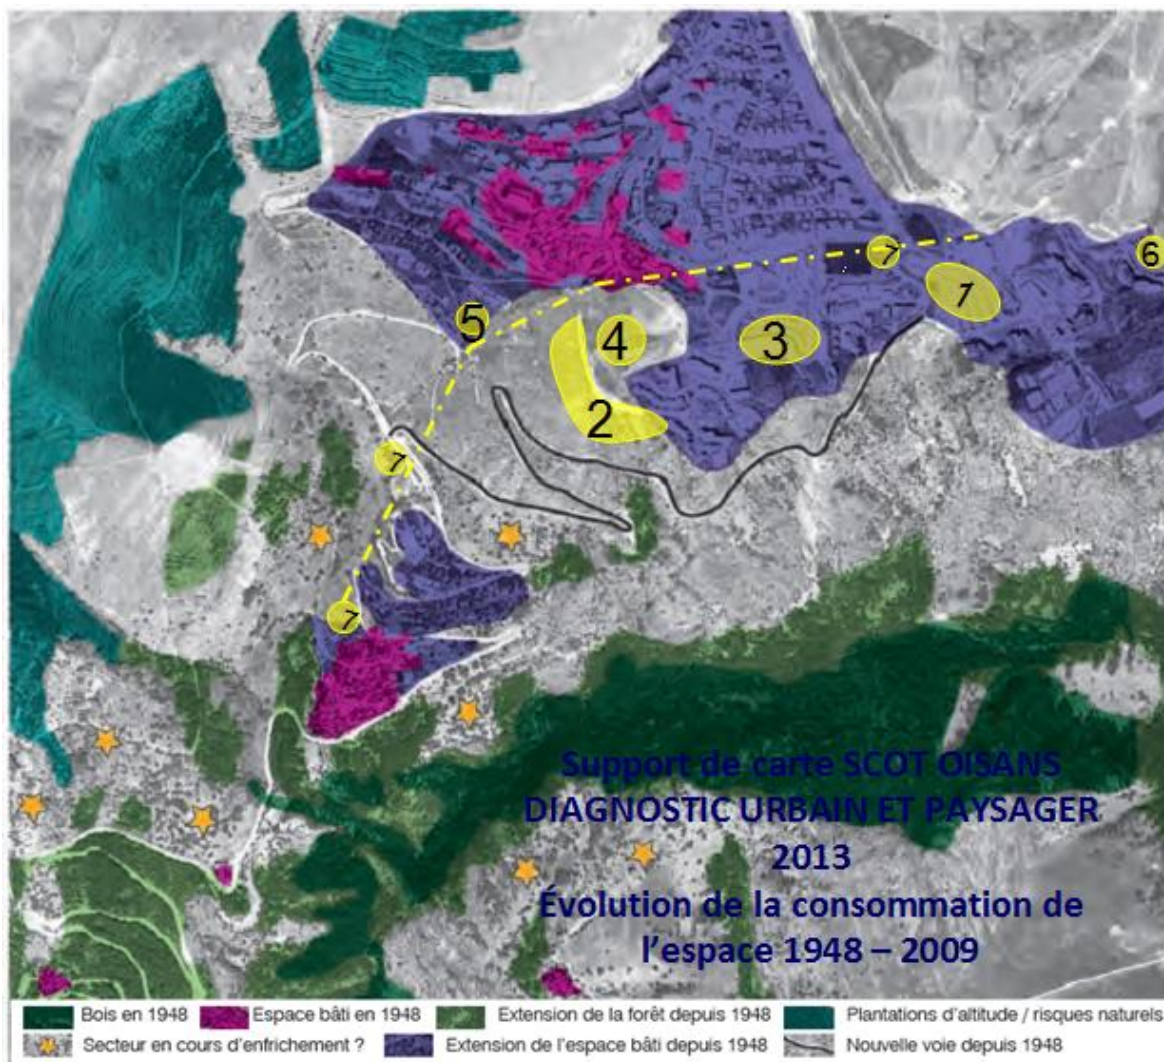 7
6
1
5
4
3
2
7
7
Support de carte SCOT OISANS
DIAGNOSTIC URBAIN ET PAYSAGER
2013
Évolution de la consommation de
l’espace 1948 – 2009
Bois en 1948 Espace bâti en 1948 Extension de la forêt depuis 1948 Plantations d'altitude / risques naturels
Secteur en cours d'enfrichement ? Extension de l'espace bâti depuis 1948 Nouvelle voie depuis 1948